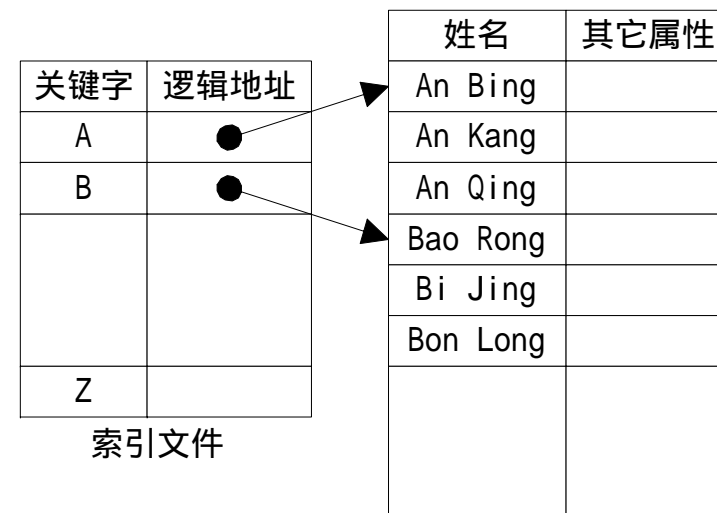 关键字 逻辑地址
A
B
Z
索引文件
姓名 其它属性
An Bing
An Kang
An Qing
Bao Rong
Bi Jing
Bon Long